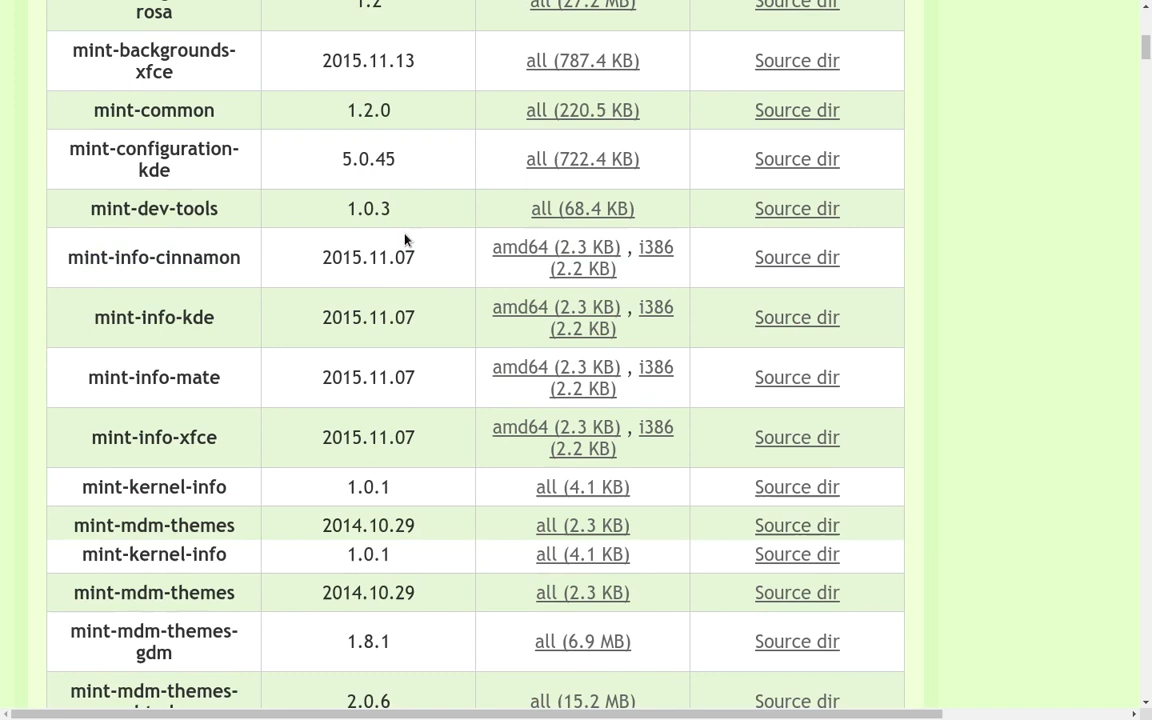 rosa 1.2 all (27.2 MB) Source dir
mint-backgrounds-
xfce 2015.11.13 all (787.4 KB) Source dir
mint-common 1.2.0 all (220.5 KB) Source dir
mint-configuration-
kde 5.0.45 all (722.4 KB) Source dir
mint-dev-tools 1.0.3 all (68.4 KB) Source dir
mint-info-cinnamon 2015.11.07 amd64 (2.3 KB) , i386
(2.2 KB) Source dir
mint-info-kde 2015.11.07 amd64 (2.3 KB) , i386
(2.2 KB) Source dir
mint-info-mate 2015.11.07 amd64 (2.3 KB) , i386
(2.2 KB) Source dir
mint-info-xfce 2015.11.07 amd64 (2.3 KB) , i386
(2.2 KB) Source dir
mint-kernel-info 1.0.1 all (4.1 KB) Source dir
mint-mdm-themes 2014.10.29 all (2.3 KB) Source dir
mint-kernel-info 1.0.1 all (4.1 KB) Source dir
mint-mdm-themes 2014.10.29 all (2.3 KB) Source dir
mint-mdm-themes-
gdm 1.8.1 all (6.9 MB) Source dir
mint-mdm-themes-
2.0.6 all (15.2 MB) Source dir